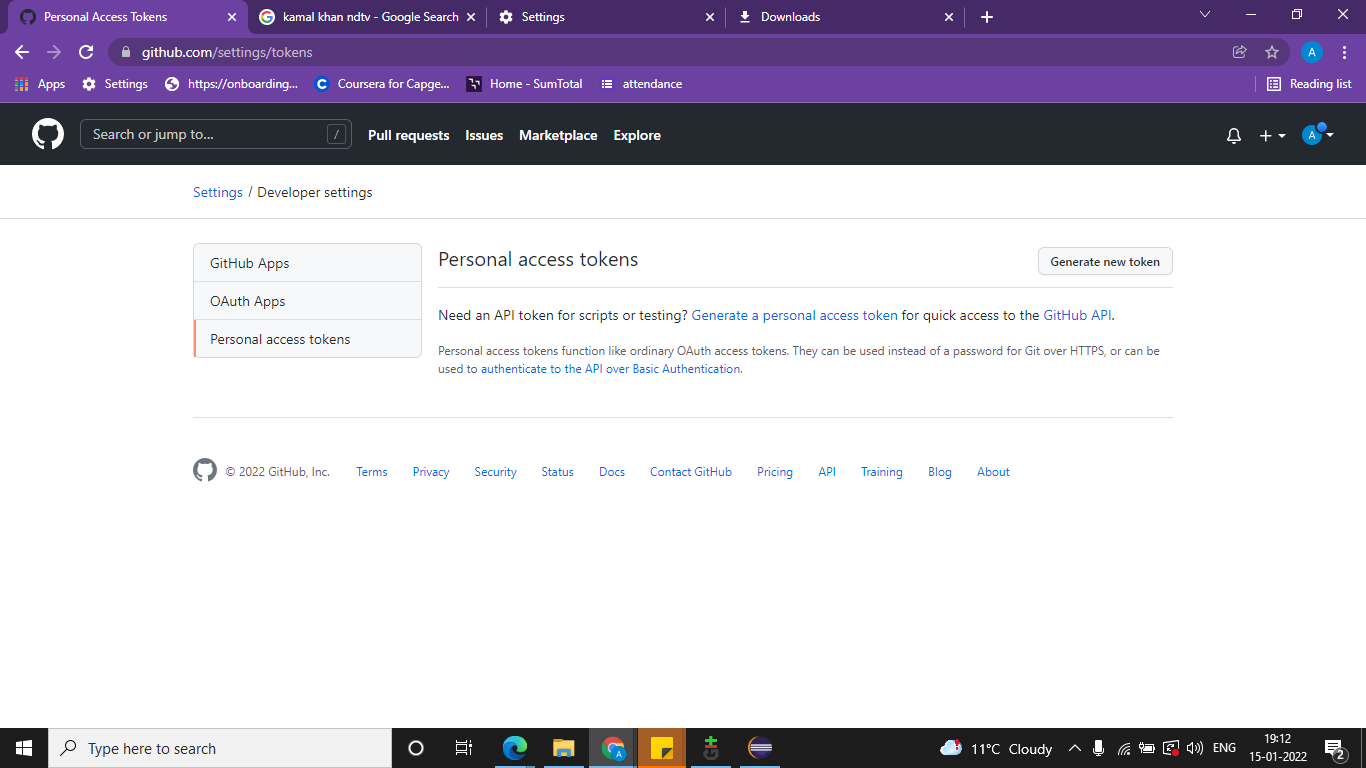 Personal Access Tokens
kamal khan ndtv - Google Search
Settings
Downloads
github.com/settings/tokens
A
Apps
Settings
https://onboarding...
Coursera for Capge...
Home - SumTotal
attendance
Reading list
Search or jump to...
/
Pull requests
Issues
Marketplace
Explore
A
Settings / Developer settings
GitHub Apps
OAuth Apps
Personal access tokens
Personal access tokens
Generate new token
Need an API token for scripts or testing? Generate a personal access token for quick access to the GitHub API.
Personal access tokens function like ordinary OAuth access tokens. They can be used instead of a password for Git over HTTPS, or can be
used to authenticate to the API over Basic Authentication.
© 2022 GitHub, Inc.
Terms
Privacy
Security
Status
Docs
Contact GitHub
Pricing
API
Training
Blog
About
Type here to search
A
11°C Cloudy
ENG
19:12
15-01-2022
2